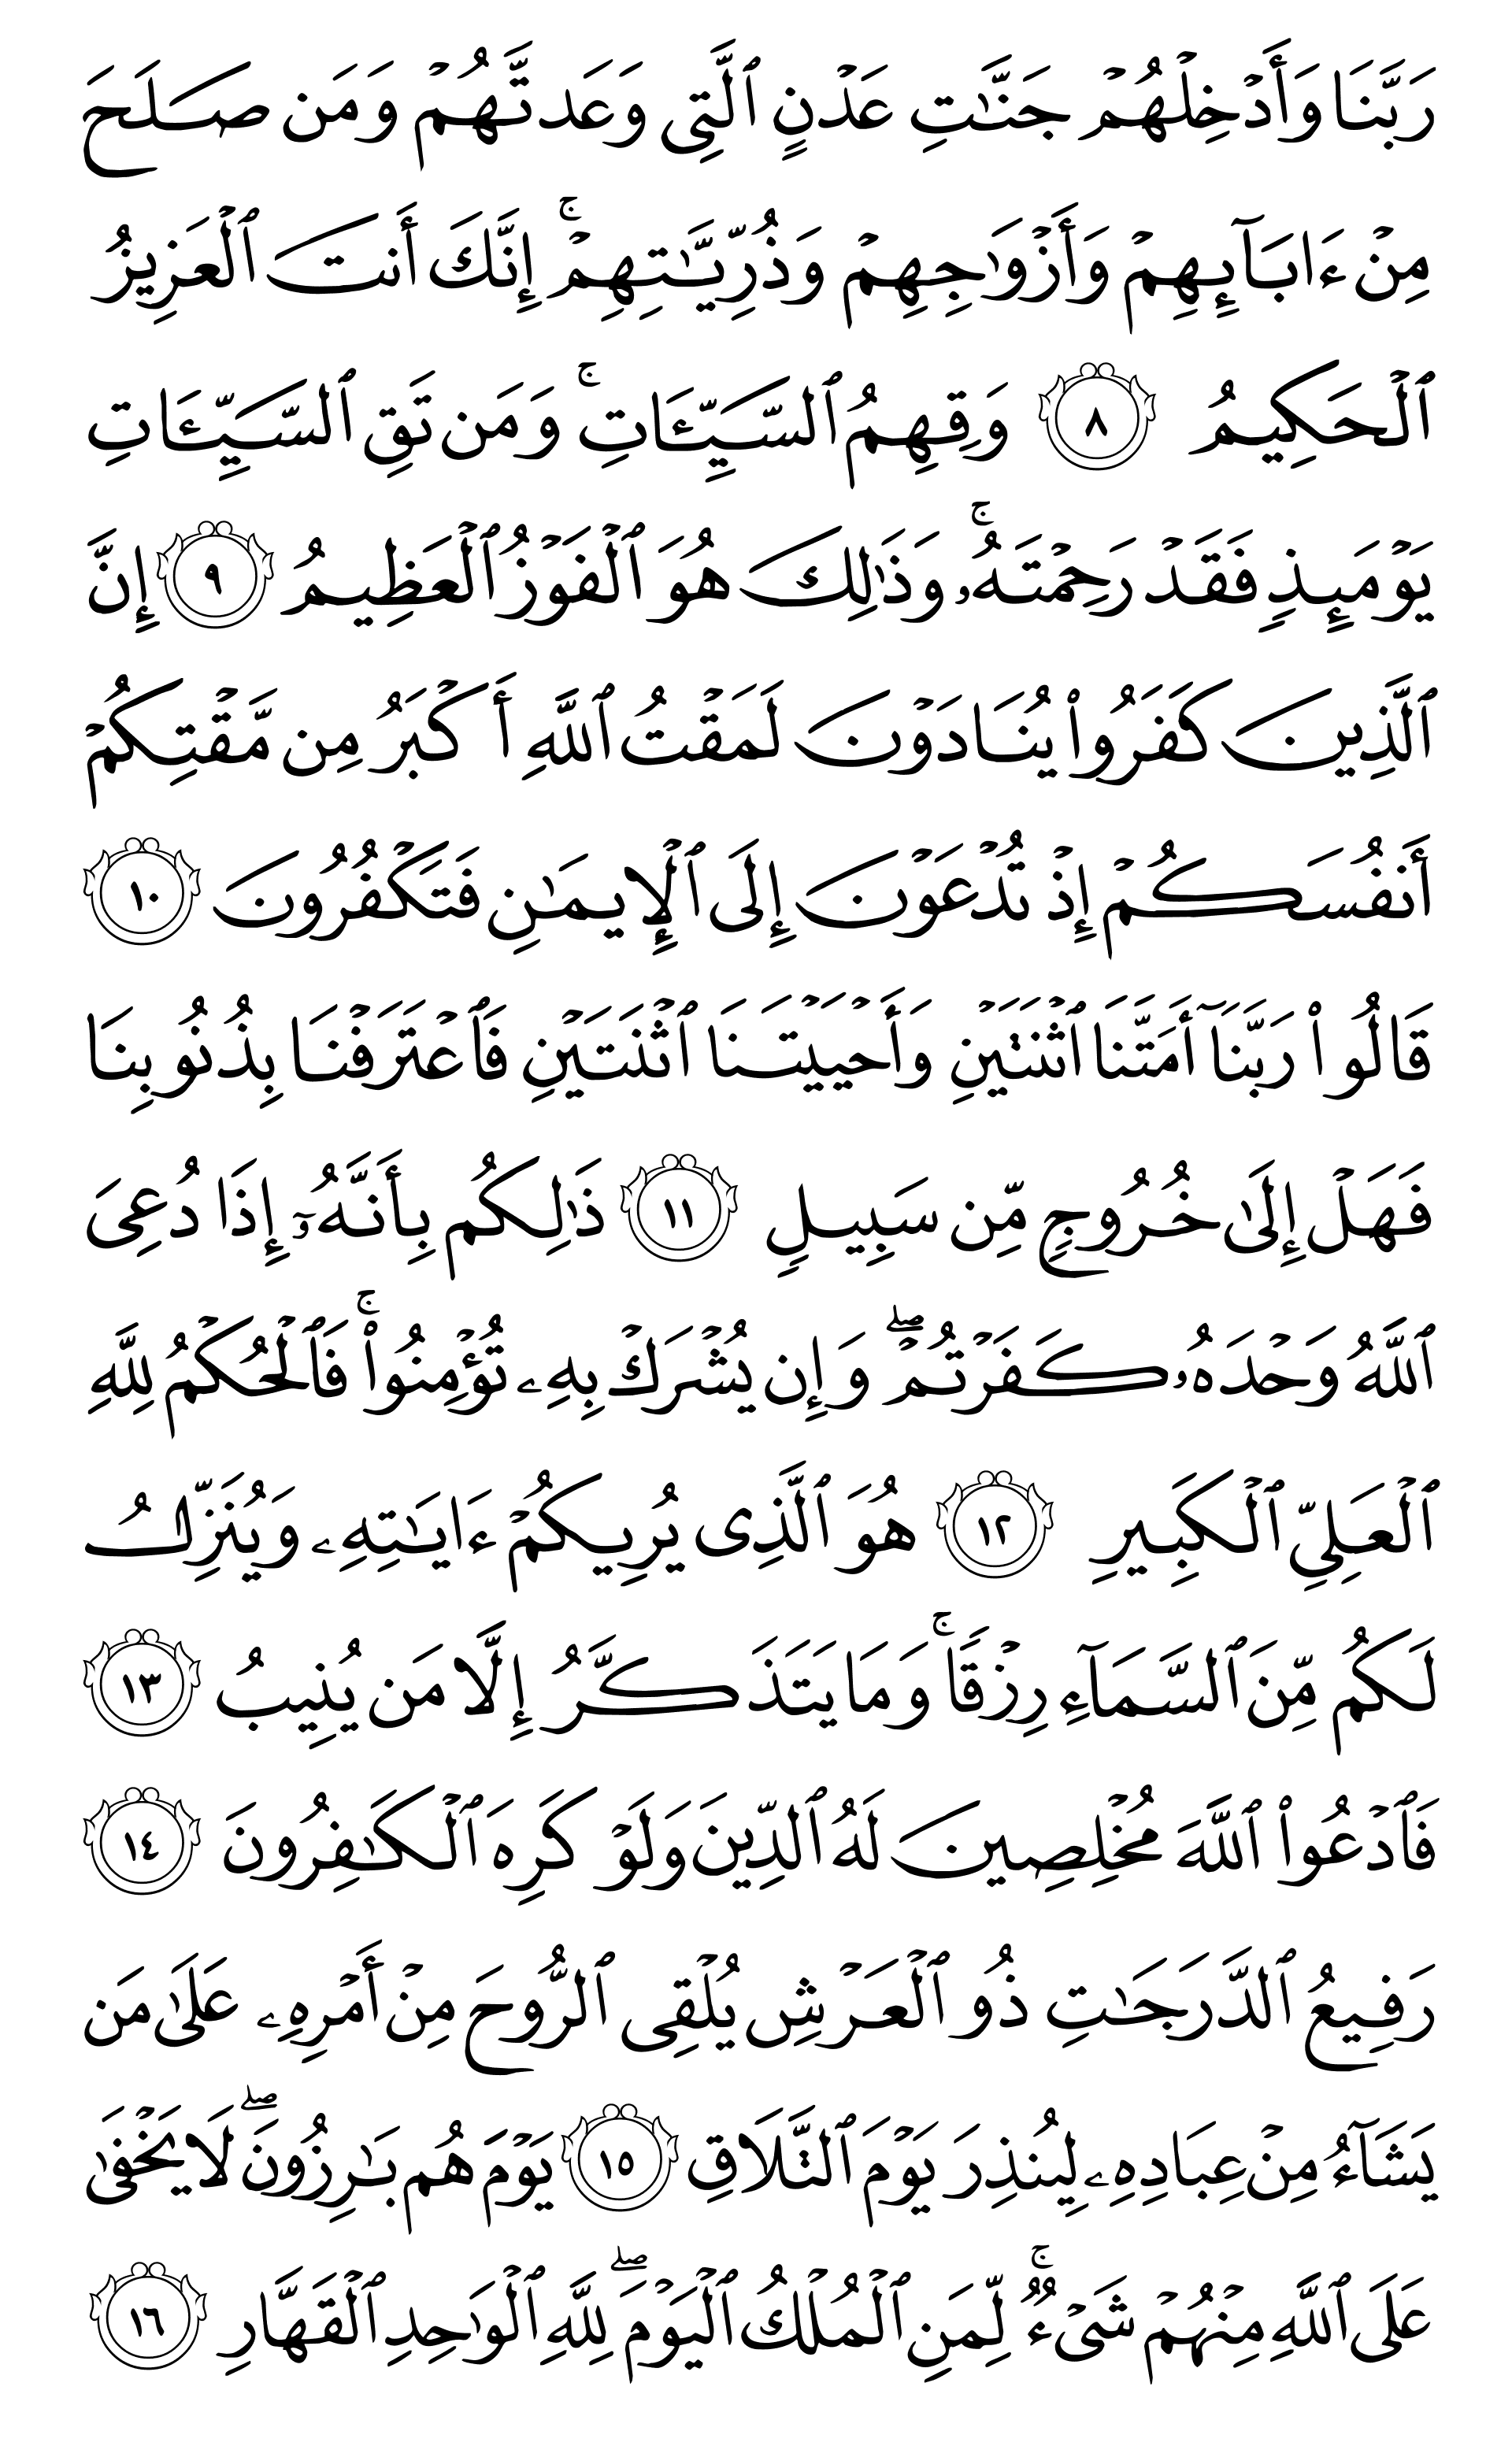 رَبَّنَا وَأَدۡخِلۡهُمۡ جَنَّٰتِ عَدۡنٍ ٱلَّتِي وَعَدتَّهُمۡ وَمَن صَلَحَ
مِنۡ ءَابَآئِهِمۡ وَأَزۡوَٰجِهِمۡ وَذُرِّيَّٰتِهِمۡۚ إِنَّكَ أَنتَ ٱلۡعَزِيزُ
ٱلۡحَكِيمُ ٨ وَقِهِمُ ٱلسَّيِّـَٔاتِۚ وَمَن تَقِ ٱلسَّيِّـَٔاتِ
يَوۡمَئِذٖ فَقَدۡ رَحِمۡتَهُۥۚ وَذَٰلِكَ هُوَ ٱلۡفَوۡزُ ٱلۡعَظِيمُ ٩ إِنَّ
ٱلَّذِينَ كَفَرُواْ يُنَادَوۡنَ لَمَقۡتُ ٱللَّهِ أَكۡبَرُ مِن مَّقۡتِكُمۡ
أَنفُسَكُمۡ إِذۡ تُدۡعَوۡنَ إِلَى ٱلۡإِيمَٰنِ فَتَكۡفُرُونَ ١٠
قَالُواْ رَبَّنَآ أَمَتَّنَا ٱثۡنَتَيۡنِ وَأَحۡيَيۡتَنَا ٱثۡنَتَيۡنِ فَٱعۡتَرَفۡنَا بِذُنُوبِنَا
فَهَلۡ إِلَىٰ خُرُوجٖ مِّن سَبِيلٖ ١١ ذَٰلِكُم بِأَنَّهُۥٓ إِذَا دُعِيَ
ٱللَّهُ وَحۡدَهُۥ كَفَرۡتُمۡۖ وَإِن يُشۡرَكۡ بِهِۦ تُؤۡمِنُواْۚ فَٱلۡحُكۡمُ لِلَّهِ
ٱلۡعَلِيِّ ٱلۡكَبِيرِ ١٢ هُوَ ٱلَّذِي يُرِيكُمۡ ءَايَٰتِهِۦ وَيُنَزِّلُ
لَكُم مِّنَ ٱلسَّمَآءِ رِزۡقٗاۚ وَمَا يَتَذَكَّرُ إِلَّا مَن يُنِيبُ ١٣
فَٱدۡعُواْ ٱللَّهَ مُخۡلِصِينَ لَهُ ٱلدِّينَ وَلَوۡ كَرِهَ ٱلۡكَٰفِرُونَ ١٤
رَفِيعُ ٱلدَّرَجَٰتِ ذُو ٱلۡعَرۡشِ يُلۡقِي ٱلرُّوحَ مِنۡ أَمۡرِهِۦ عَلَىٰ مَن
يَشَآءُ مِنۡ عِبَادِهِۦ لِيُنذِرَ يَوۡمَ ٱلتَّلَاقِ ١٥ يَوۡمَ هُم بَٰرِزُونَۖ لَا يَخۡفَىٰ
عَلَى ٱللَّهِ مِنۡهُمۡ شَيۡءٞۚ لِّمَنِ ٱلۡمُلۡكُ ٱلۡيَوۡمَۖ لِلَّهِ ٱلۡوَٰحِدِ ٱلۡقَهَّارِ ١٦